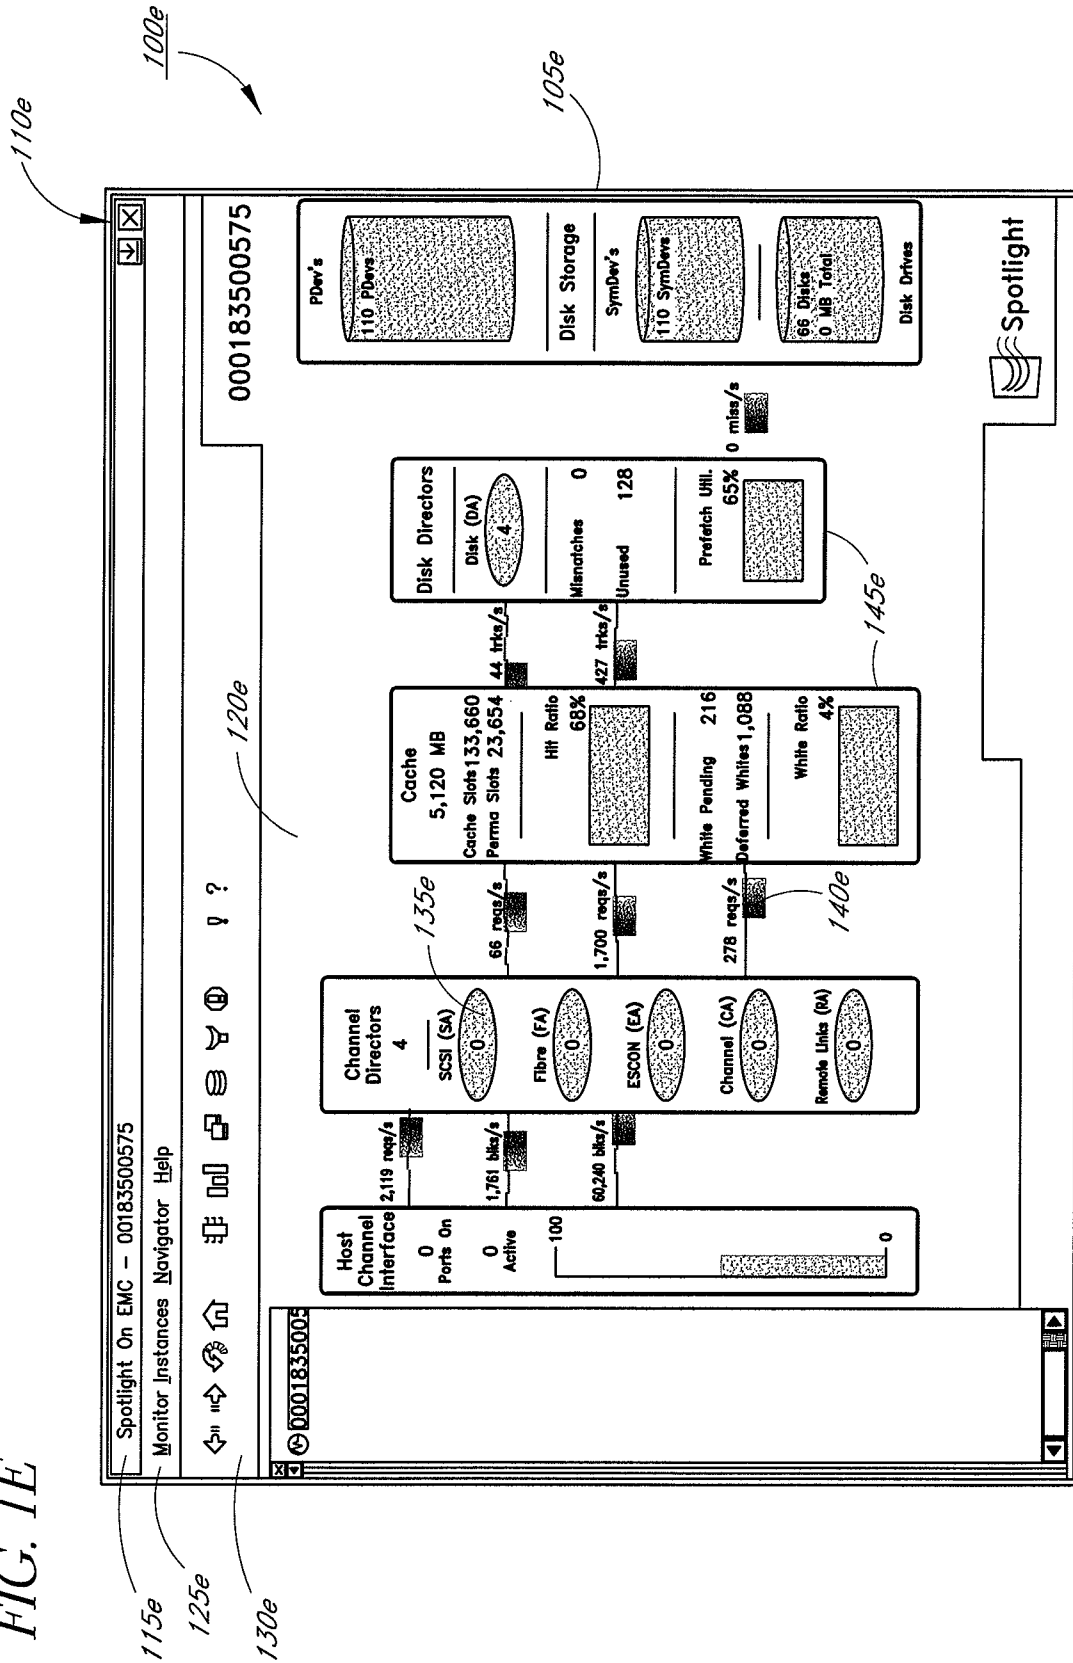 FIG. 1E
100e
110e
115e
Spotlight On EMC - 00183500575
125e
Monitor Instances Navigator Help
130e
! ?
120e
000183500575
0001835005
105e
Host
Channel
Interface
0
Ports On
0
Active
100
0
2,119 reqs/s
1,761 blks/s
60,240 blks/s
Channel
Directors
4
SCSI (SA)
0
Fibre (FA)
0
ESCON (EA)
0
Channel (CA)
0
Remote Links (RA)
0
135e
66 reqs/s
1,700 reqs/s
278 reqs/s
140e
Cache
5,120 MB
Cache Slots 133,660
Perma Slots 23,654
Hit Ratio
68%
White Pending 216
Deferred Whites 1,088
White Ratio
4%
145e
44 trks/s
427 trks/s
Disk Directors
Disk (DA)
4
Misnatches 0
Unused 128
Prefetch Util.
65%
0 miss/s
PDev's
110 PDevs
Disk Storage
SymDev's
110 SymDevs
66 Disks
0 MB Total
Disk Drives
Spotlight